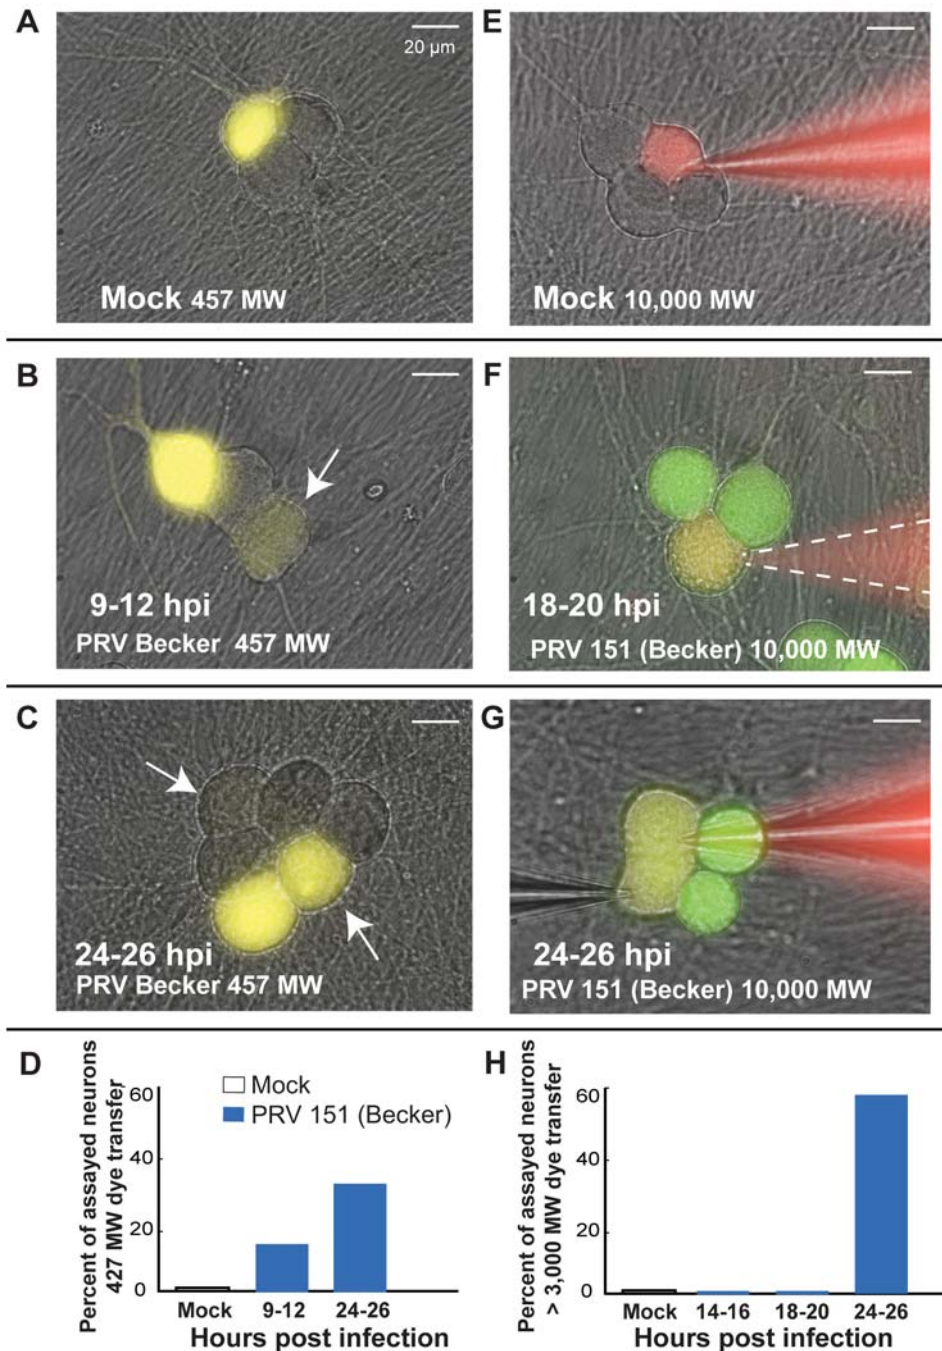 A
20 µm
Mock 457 MW
E
Mock 10,000 MW
B
9-12 hpi
PRV Becker 457 MW
F
18-20 hpi
PRV 151 (Becker) 10,000 MW
C
24-26 hpi
PRV Becker 457 MW
G
24-26 hpi
PRV 151 (Becker) 10,000 MW
D
Percent of assayed neurons
427 MW dye transfer
60
40
20
0
Mock
PRV 151 (Becker)
Mock 9-12 24-26
Hours post infection
H
Percent of assayed neurons
> 3,000 MW dye transfer
60
40
20
0
Mock 14-16 18-20 24-26
Hours post infection